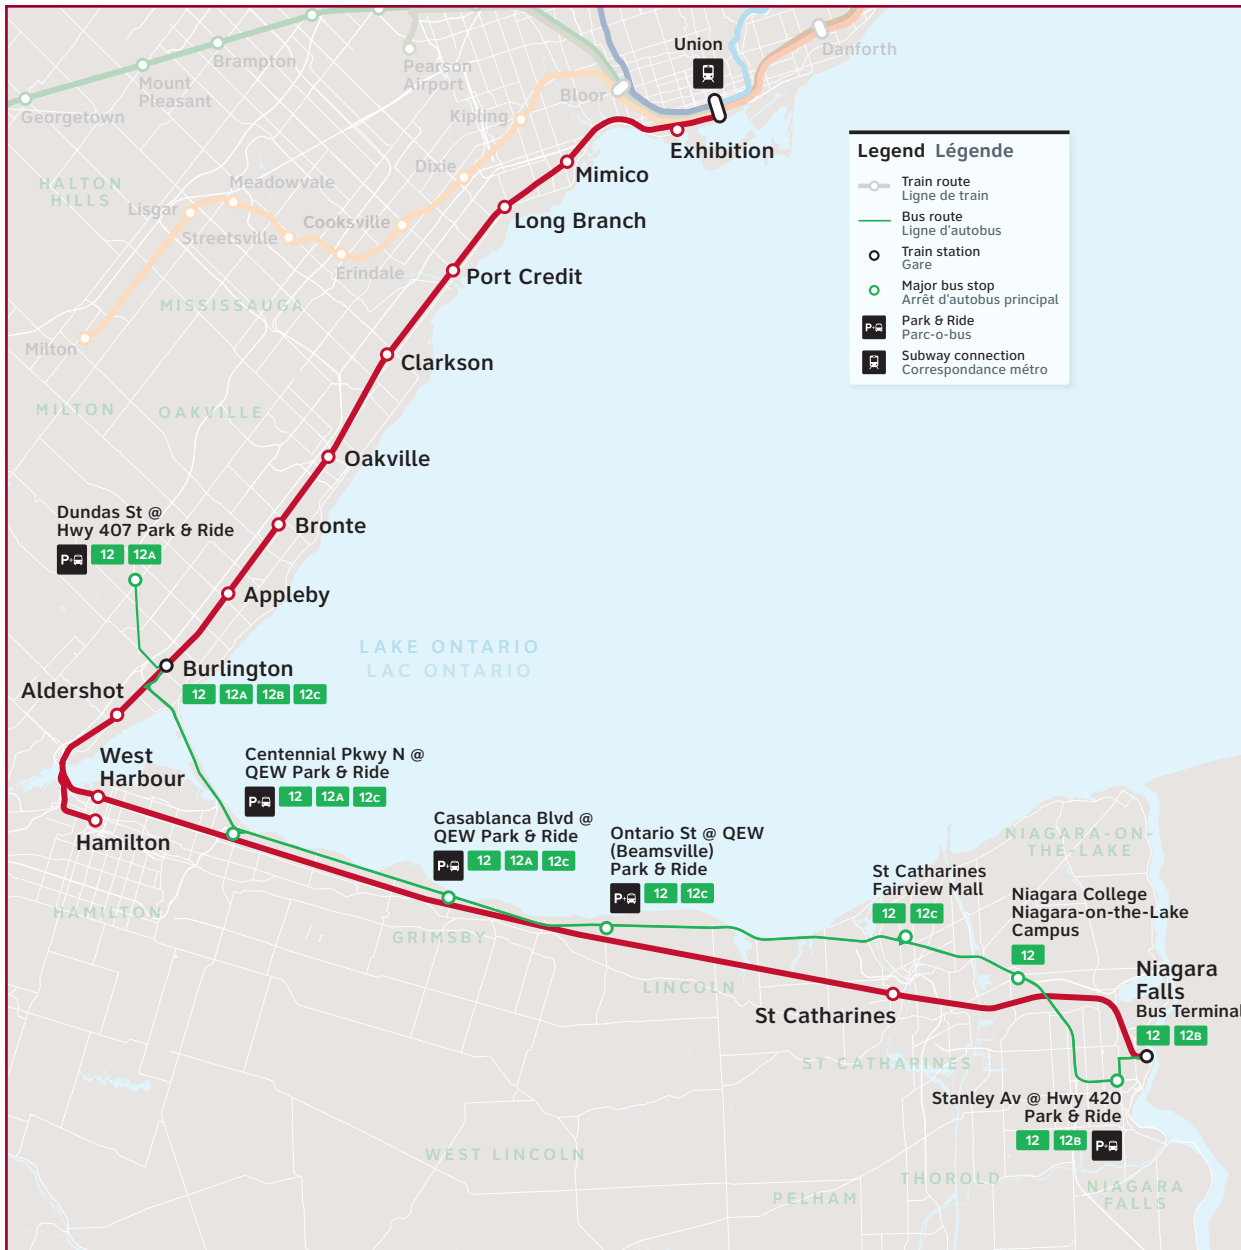 Union
Danforth
Brampton
Pearson
Airport
Mount
Pleasant
Bloor
Georgetown
Kipling
Exhibition
Legend Légende
Train route
Ligne de train
Bus route
Ligne d'autobus
Train station
Gare
Major bus stop
Arrêt d'autobus principal
P+
Park & Ride
Parc-o-bus
Subway connection
Correspondance métro
Dixie
Mimico
HALTON
HILLS
Meadowvale
Lisgar
Cooksville
Long Branch
Streetsville
Erindale
Port Credit
MISSISSAUGA
Milton
Clarkson
MILTON
OAKVILLE
Oakville
Dundas St @
Hwy 407 Park & Ride
P+ 12 12A
Bronte
Appleby
LAKE ONTARIO
LAC ONTARIO
Burlington
12 12A 12B 12C
Aldershot
West
Harbour
Centennial Pkwy N @
QEW Park & Ride
P+ 12 12A 12C
Hamilton
Casablanca Blvd @
QEW Park & Ride
P+ 12 12A 12C
Ontario St @ QEW
(Beamsville)
Park & Ride
P+ 12 12C
NIAGARA-ON-
THE-LAKE
St Catharines
Fairview Mall
12 12C
Niagara College
Niagara-on-the-Lake
Campus
12
HAMILTON
GRIMSBY
LINCOLN
Niagara
Falls
Bus Terminal
12 12B
St Catharines
ST CATHARINES
Stanley Av @ Hwy 420
Park & Ride
12 12B P+
WEST LINCOLN
THOROLD
PELHAM
NIAGARA
FALLS